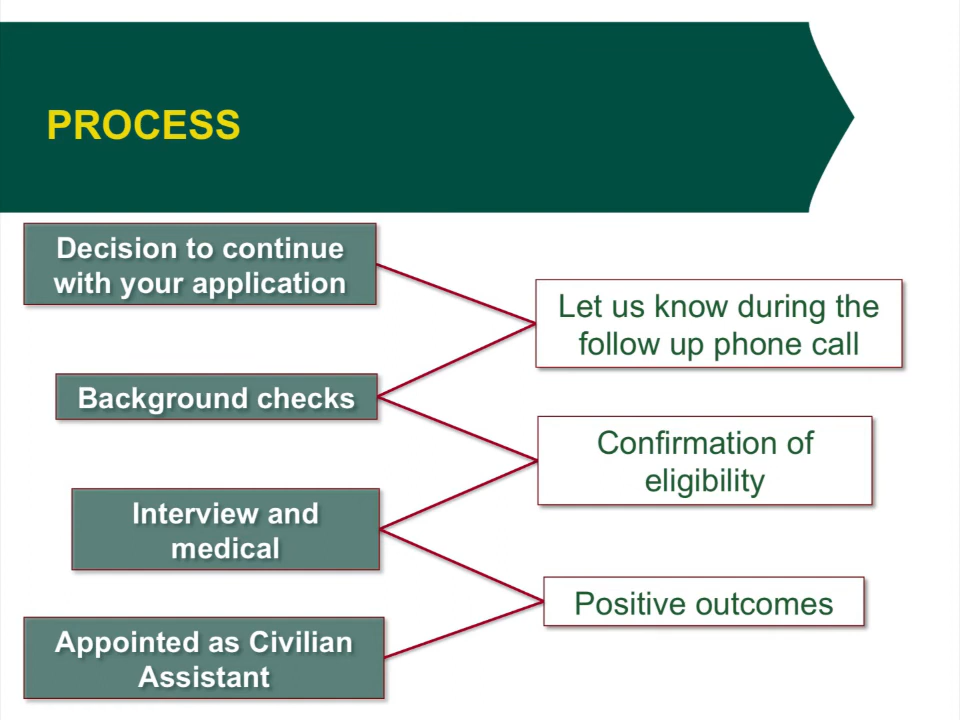 PROCESS
Decision to continue
with your application
Let us know during the
follow up phone call
Background checks
Confirmation of
eligibility
Interview and
medical
Positive outcomes
Appointed as Civilian
Assistant